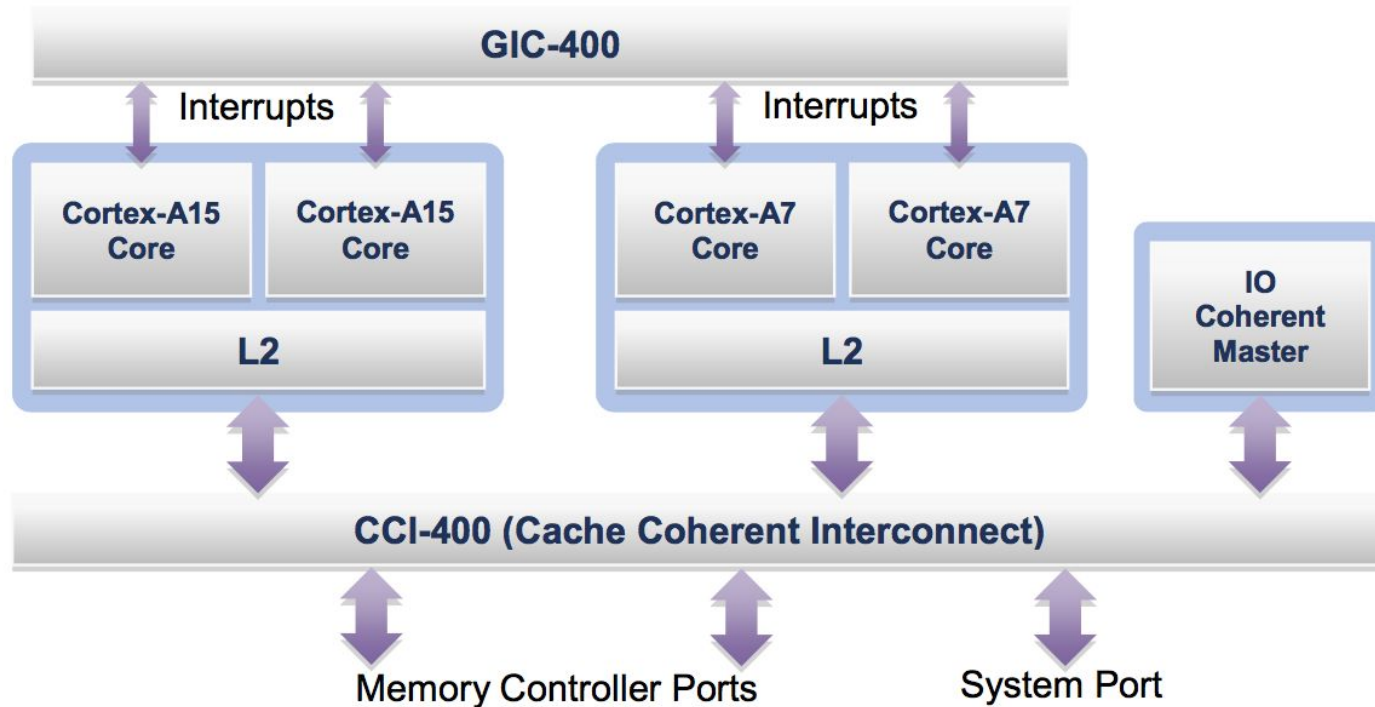 GIC-400
Interrupts
Interrupts
Cortex-A15
Core
Cortex-A15
Core
Cortex-A7
Core
Cortex-A7
Core
L2
L2
IO
Coherent
Master
CCI-400 (Cache Coherent Interconnect)
Memory Controller Ports
System Port